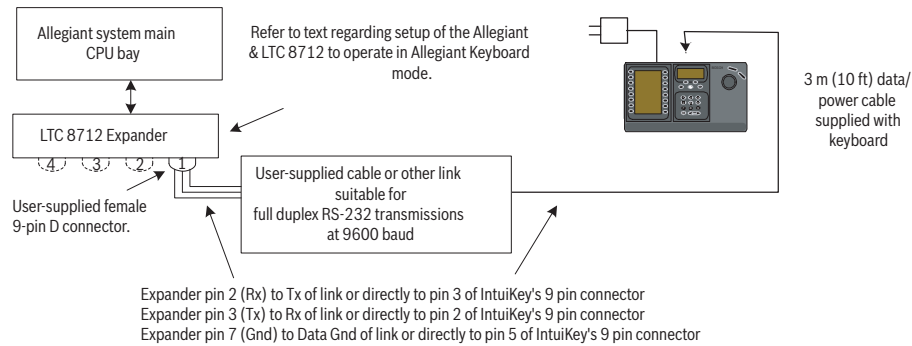 Allegiant system main
CPU bay
Refer to text regarding setup of the Allegiant
& LTC 8712 to operate in Allegiant Keyboard
mode.
3 m (10 ft) data/
power cable
supplied with
keyboard
LTC 8712 Expander
4 3 2 1
User-supplied female
9-pin D connector.
User-supplied cable or other link
suitable for
full duplex RS-232 transmissions
at 9600 baud
Expander pin 2 (Rx) to Tx of link or directly to pin 3 of IntuiKey's 9 pin connector
Expander pin 3 (Tx) to Rx of link or directly to pin 2 of IntuiKey's 9 pin connector
Expander pin 7 (Gnd) to Data Gnd of link or directly to pin 5 of IntuiKey's 9 pin connector